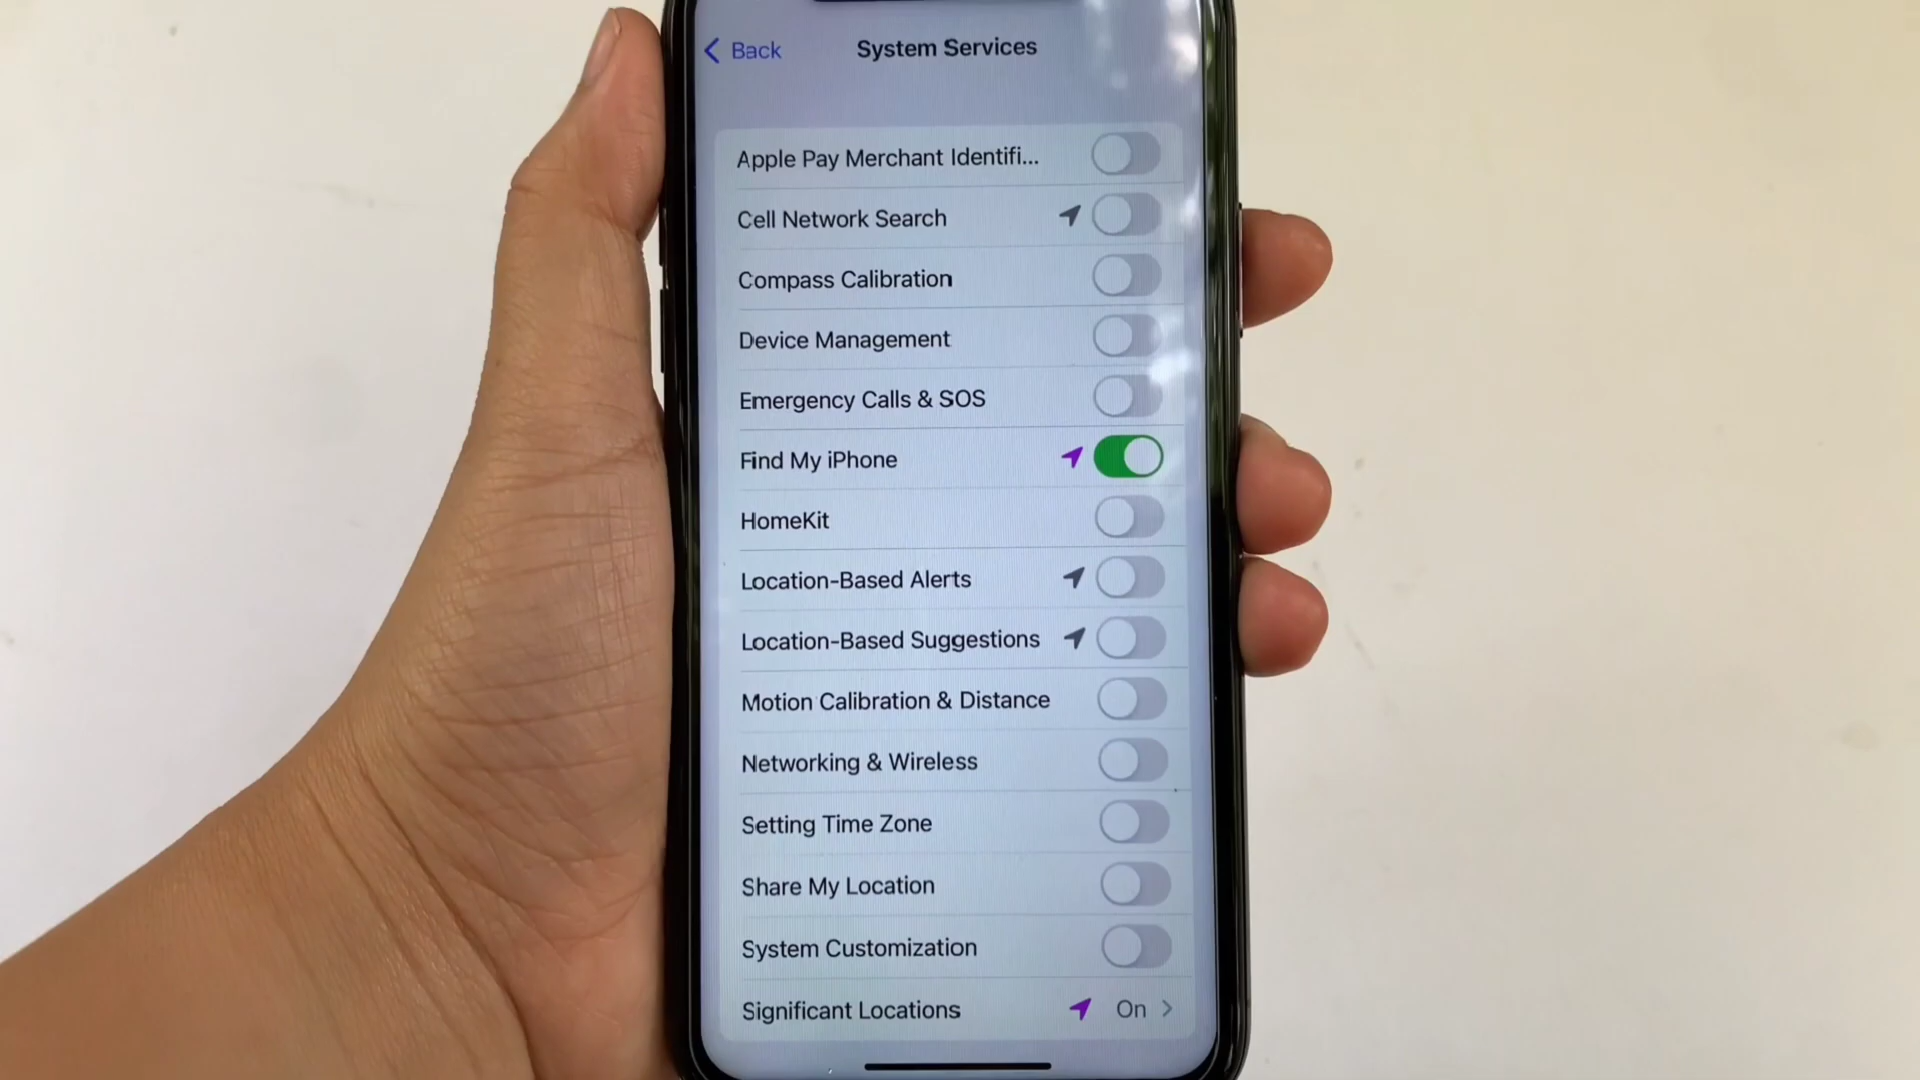 Back
System Services
Apple Pay Merchant Identifi...
Cell Network Search
Compass Calibration
Device Management
Emergency Calls & SOS
Find My iPhone
HomeKit
Location-Based Alerts
Location-Based Suggestions
Motion Calibration & Distance
Networking & Wireless
Setting Time Zone
Share My Location
System Customization
Significant Locations On